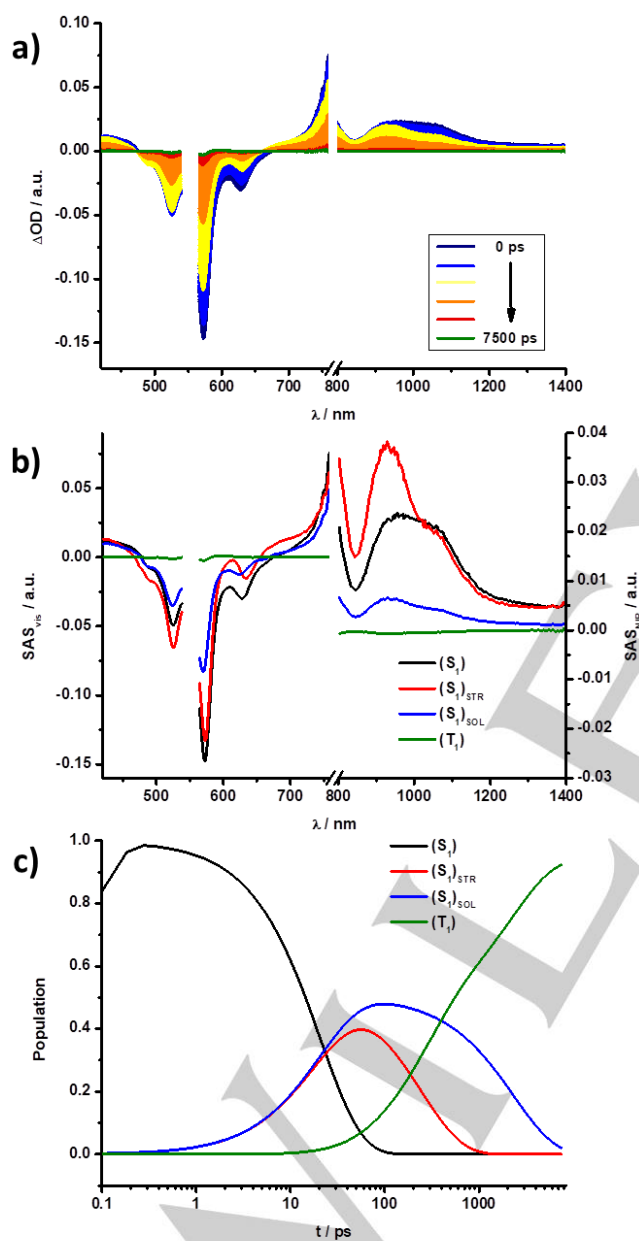 a)
0.10
0.05
0.00
-0.05
-0.10
-0.15
ΔOD / a.u.
0 ps
7500 ps
500 600 700 800 1000 1200 1400
λ / nm
b)
0.05
0.00
-0.05
-0.10
-0.15
SAS_vis / a.u.
0.04
0.03
0.02
0.01
0.00
-0.01
-0.02
-0.03
SAS_NIR / a.u.
(S₁)
(S₁)STR
(S₁)SOL
(T₁)
500 600 700 800 1000 1200 1400
λ / nm
c)
1.0
0.8
0.6
0.4
0.2
0.0
Population
(S₁)
(S₁)STR
(S₁)SOL
(T₁)
0.1 1 10 100 1000
t / ps